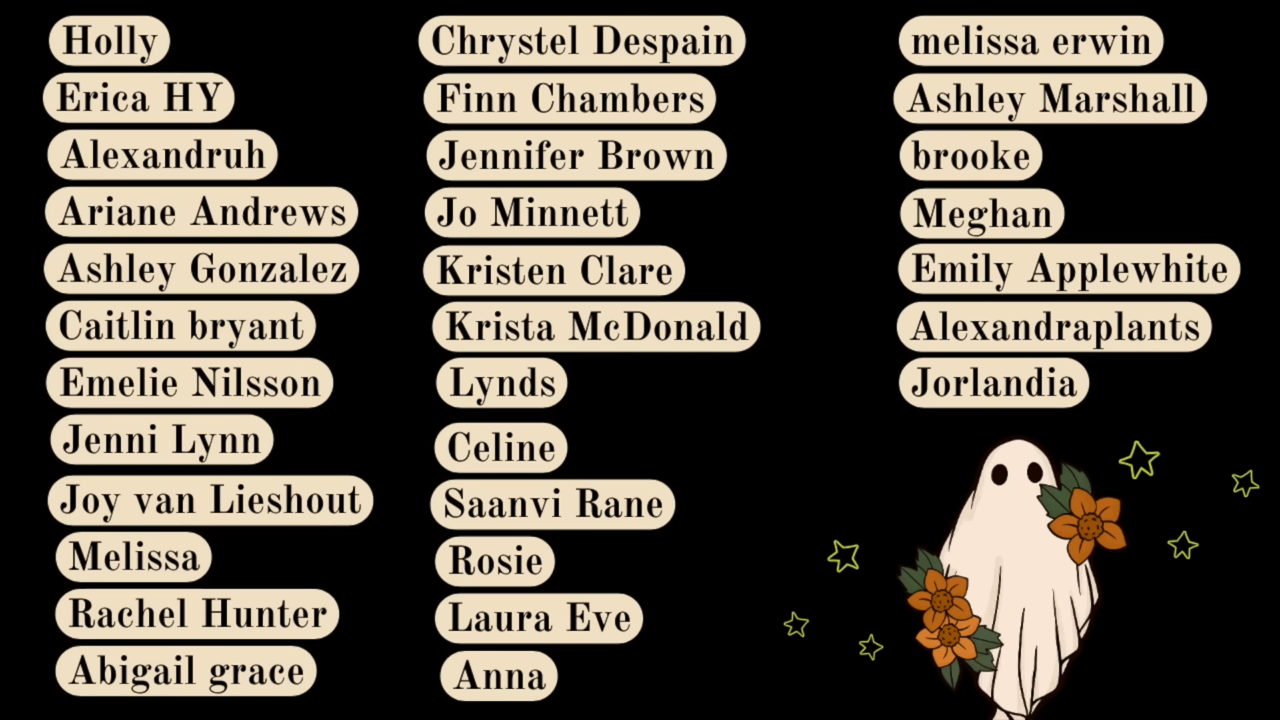 Holly
Erica HY
Alexandruh
Ariane Andrews
Ashley Gonzalez
Caitlin bryant
Emelie Nilsson
Jenni Lynn
Joy van Lieshout
Melissa
Rachel Hunter
Abigail grace
Chrystel Despain
Finn Chambers
Jennifer Brown
Jo Minnett
Kristen Clare
Krista McDonald
Lynds
Celine
Saanvi Rane
Rosie
Laura Eve
Anna
melissa erwin
Ashley Marshall
brooke
Meghan
Emily Applewhite
Alexandraplants
Jorlandia